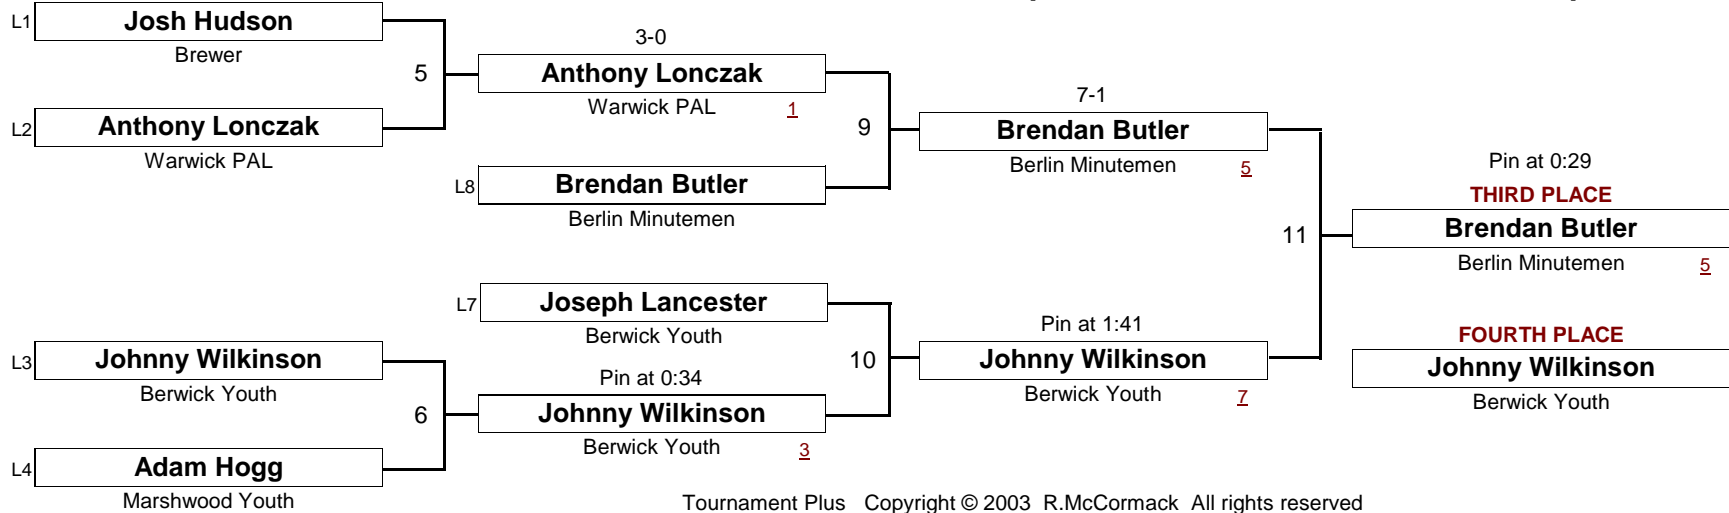 L1 Josh Hudson
Brewer
5
L2 Anthony Lonczak
Warwick PAL
3-0
Anthony Lonczak
Warwick PAL 1
9
L8 Brendan Butler
Berlin Minutemen
7-1
Brendan Butler
Berlin Minutemen 5
11
Pin at 0:29
THIRD PLACE
Brendan Butler
Berlin Minutemen 5
L7 Joseph Lancester
Berwick Youth
10
L3 Johnny Wilkinson
Berwick Youth
6
L4 Adam Hogg
Marshwood Youth
Pin at 0:34
Johnny Wilkinson
Berwick Youth 3
Pin at 1:41
Johnny Wilkinson
Berwick Youth 7
FOURTH PLACE
Johnny Wilkinson
Berwick Youth
Tournament Plus Copyright © 2003 R.McCormack All rights reserved